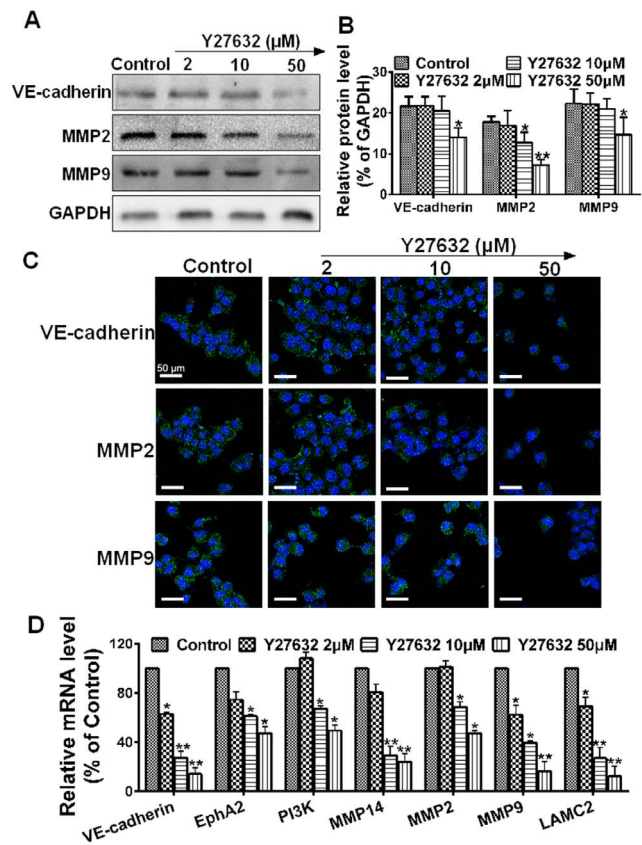 A
Y27632 (µM)
Control 2 10 50
VE-cadherin
MMP2
MMP9
GAPDH
B
Relative protein level
(% of GAPDH)
30
20
10
0
Control
Y27632 10µM
Y27632 2µM
Y27632 50µM
*
*
**
*
VE-cadherin MMP2 MMP9
C
Y27632 (µM)
Control 2 10 50
VE-cadherin
50 µm
MMP2
MMP9
D
Relative mRNA level
(% of Control)
120
80
40
0
Control Y27632 2µM Y27632 10µM Y27632 50µM
* ** **
* *
* *
** **
* *
* * **
* ** **
VE-cadherin EphA2 PI3K MMP14 MMP2 MMP9 LAMC2